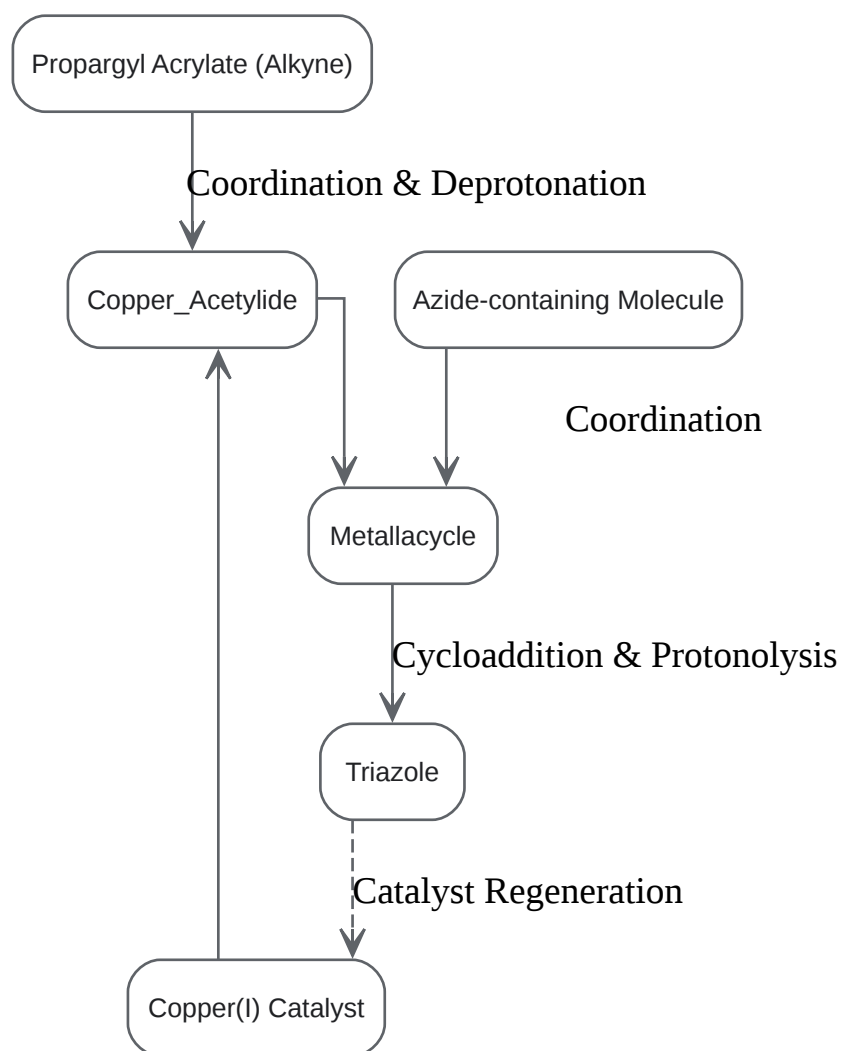 Propargyl Acrylate (Alkyne)
Coordination & Deprotonation
Copper_Acetylide
Azide-containing Molecule
Coordination
Metallacycle
Cycloaddition & Protonolysis
Triazole
Catalyst Regeneration
Copper(I) Catalyst